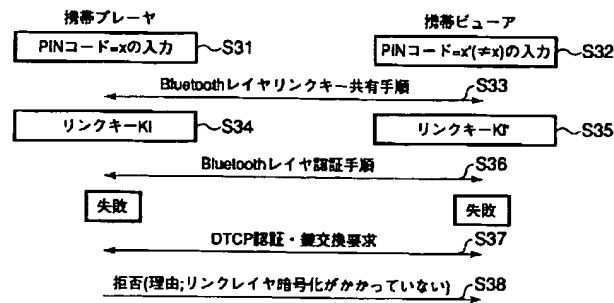 携帯プレーヤ
携帯ビューア
PINコード=xの入力
S31
PINコード=x'(≠x)の入力
S32
Bluetoothレイヤリンクキー共有手順
S33
リンクキーKl
S34
リンクキーKl'
S35
Bluetoothレイヤ認証手順
S36
失敗
失敗
DTCP認証・鍵交換要求
S37
拒否(理由;リンクレイヤ暗号化がかかっていない)
S38